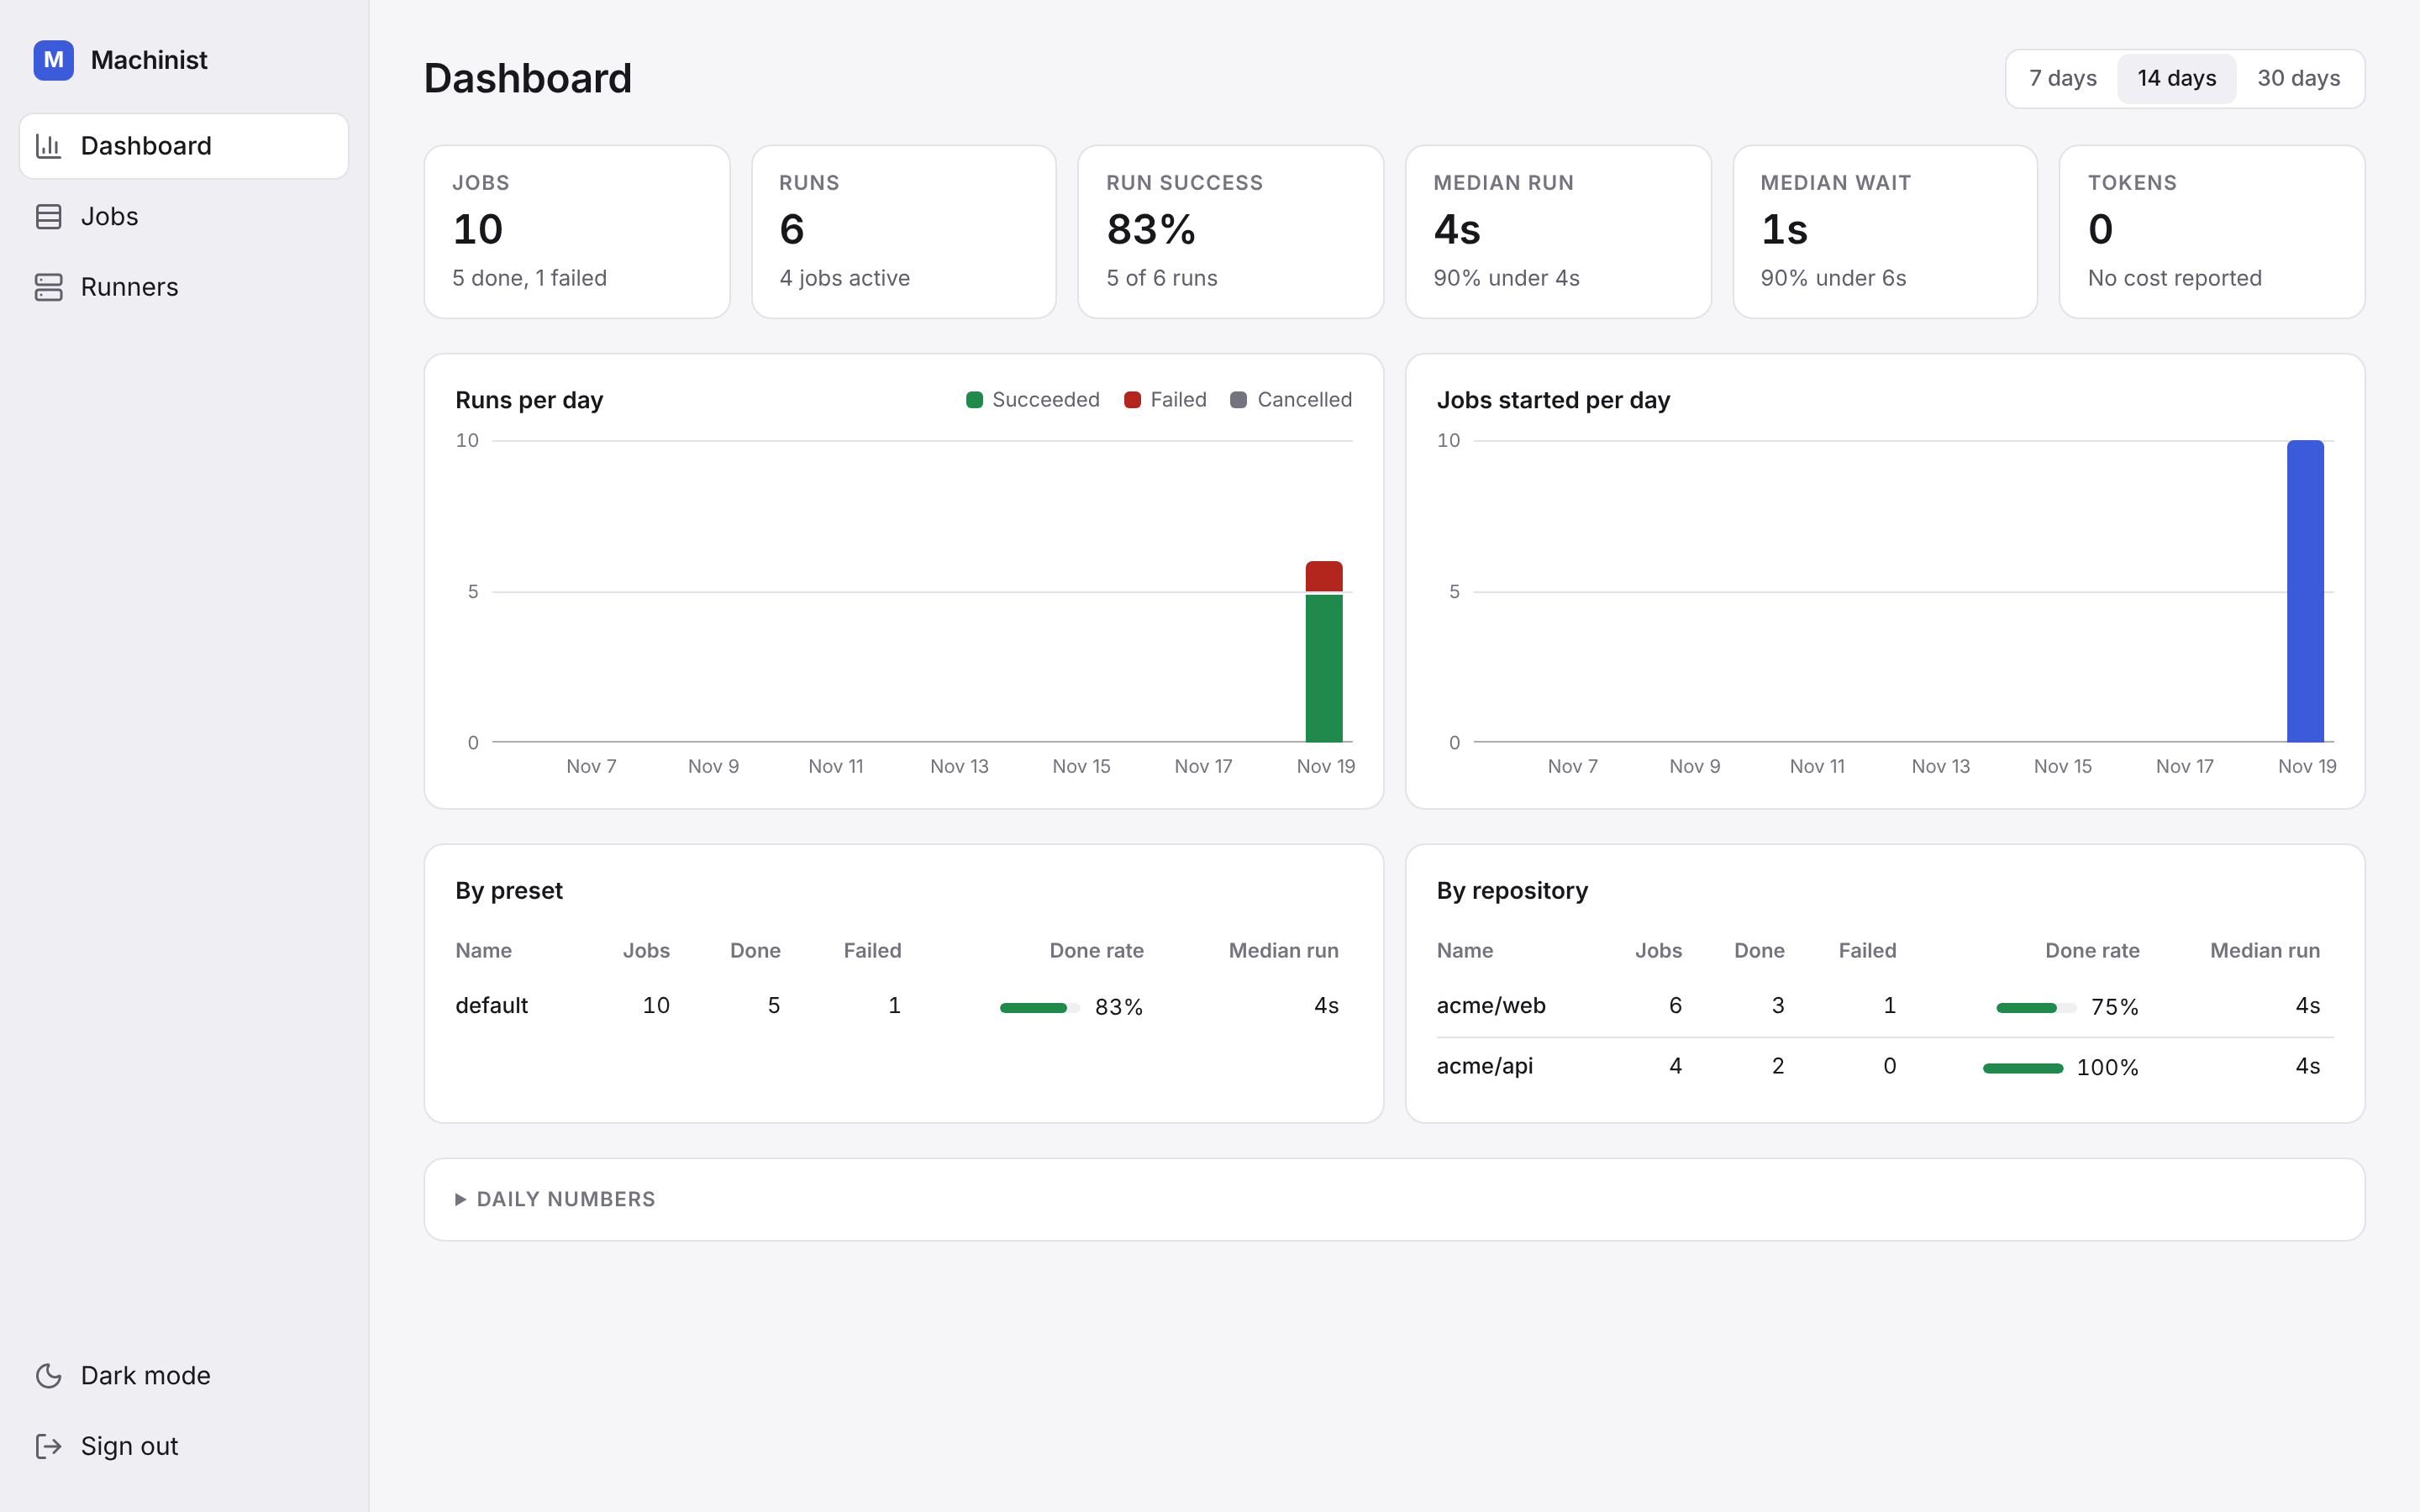 M Machinist
Dashboard
Jobs
Runners
Dark mode
Sign out
Dashboard
7 days 14 days 30 days
JOBS
10
5 done, 1 failed
RUNS
6
4 jobs active
RUN SUCCESS
83%
5 of 6 runs
MEDIAN RUN
4s
90% under 4s
MEDIAN WAIT
1s
90% under 6s
TOKENS
0
No cost reported
Runs per day Succeeded Failed Cancelled
10
5
0
Nov 7 Nov 9 Nov 11 Nov 13 Nov 15 Nov 17 Nov 19
Jobs started per day
10
5
0
Nov 7 Nov 9 Nov 11 Nov 13 Nov 15 Nov 17 Nov 19
By preset
Name Jobs Done Failed Done rate Median run
default 10 5 1 83% 4s
By repository
Name Jobs Done Failed Done rate Median run
acme/web 6 3 1 75% 4s
acme/api 4 2 0 100% 4s
DAILY NUMBERS